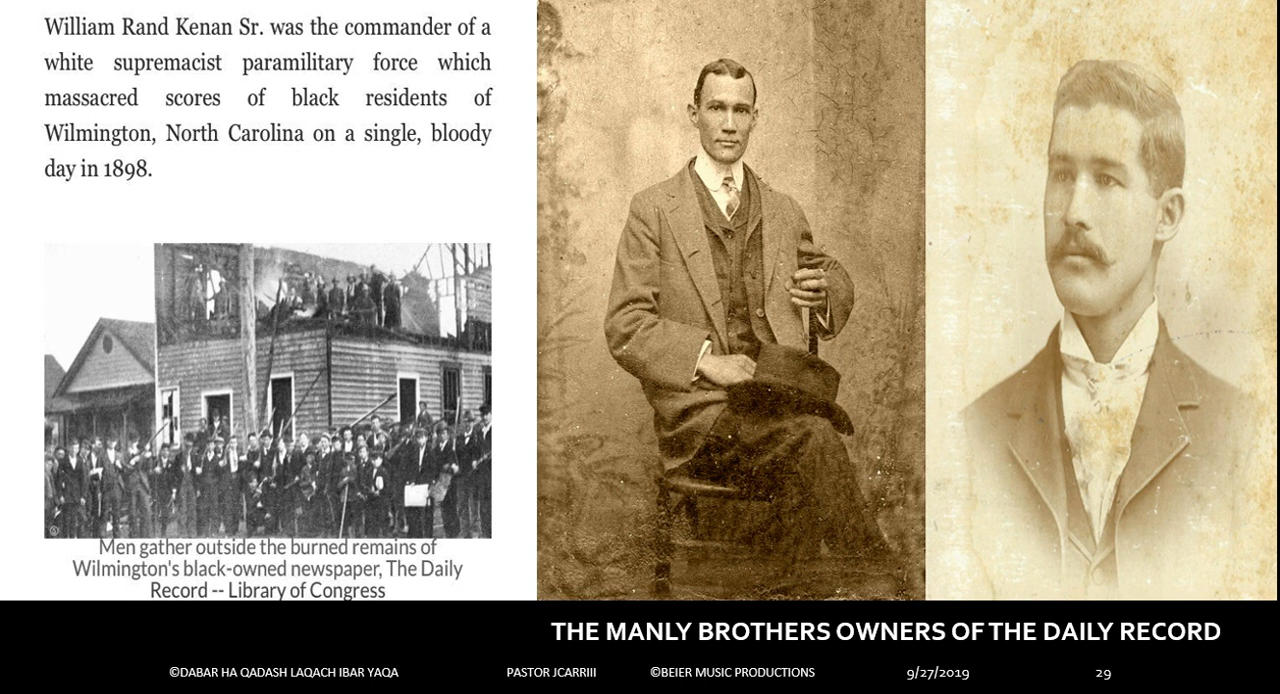 William Rand Kenan Sr. was the commander of a
white supremacist paramilitary force which
massacred scores of black residents of
Wilmington, North Carolina on a single, bloody
day in 1898.
Men gather outside the burned remains of
Wilmington's black-owned newspaper, The Daily
Record -- Library of Congress
THE MANLY BROTHERS OWNERS OF THE DAILY RECORD
©DABAR HA QADASH LAQACH IBAR YAQA PASTOR JCARRIII ©BEIER MUSIC PRODUCTIONS 9/27/2019 29